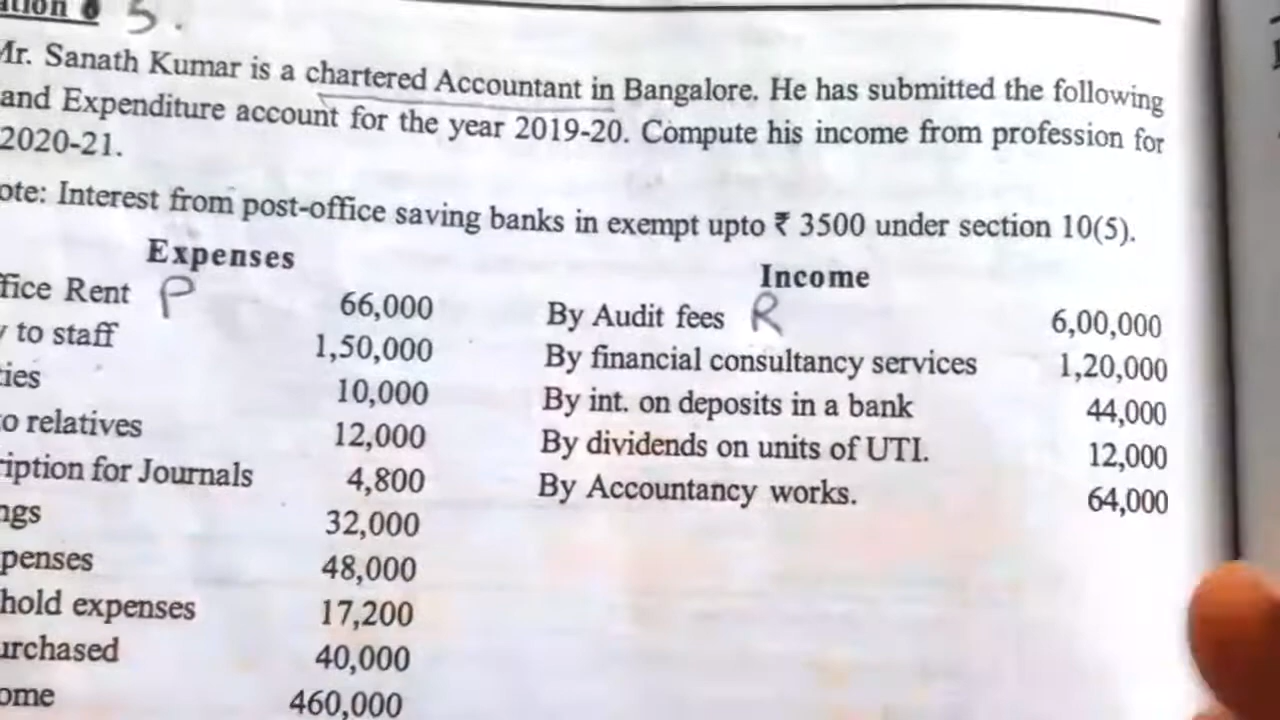 5.
Mr. Sanath Kumar is a chartered Accountant in Bangalore. He has submitted the following
and Expenditure account for the year 2019-20. Compute his income from profession for
2020-21.
ote: Interest from post-office saving banks in exempt upto ₹ 3500 under section 10(5).
Expenses Income
ffice Rent P 66,000 By Audit fees R 6,00,000
y to staff 1,50,000 By financial consultancy services 1,20,000
ies 10,000 By int. on deposits in a bank 44,000
o relatives 12,000 By dividends on units of UTI. 12,000
ription for Journals 4,800 By Accountancy works. 64,000
ngs 32,000
penses 48,000
hold expenses 17,200
urchased 40,000
ome 460,000